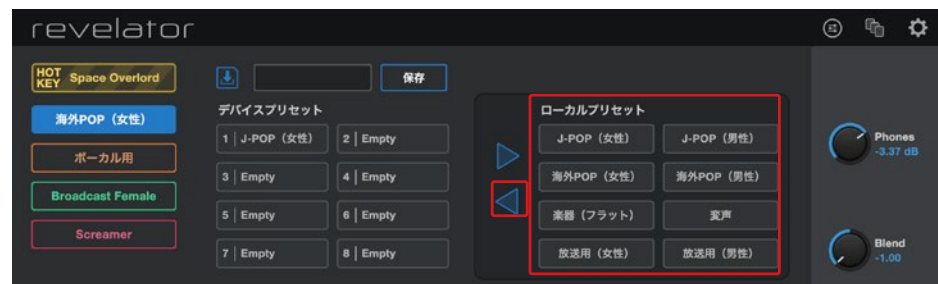 revelator
HOT KEY Space Overlord
保存
海外POP（女性）
ボーカル用
Broadcast Female
Screamer
デバイスプリセット
1 | J-POP（女性） 2 | Empty
3 | Empty 4 | Empty
5 | Empty 6 | Empty
7 | Empty 8 | Empty
ローカルプリセット
J-POP（女性） J-POP（男性）
海外POP（女性） 海外POP（男性）
楽器（フラット） 変声
放送用（女性） 放送用（男性）
Phones
-3.37 dB
Blend
-1.00